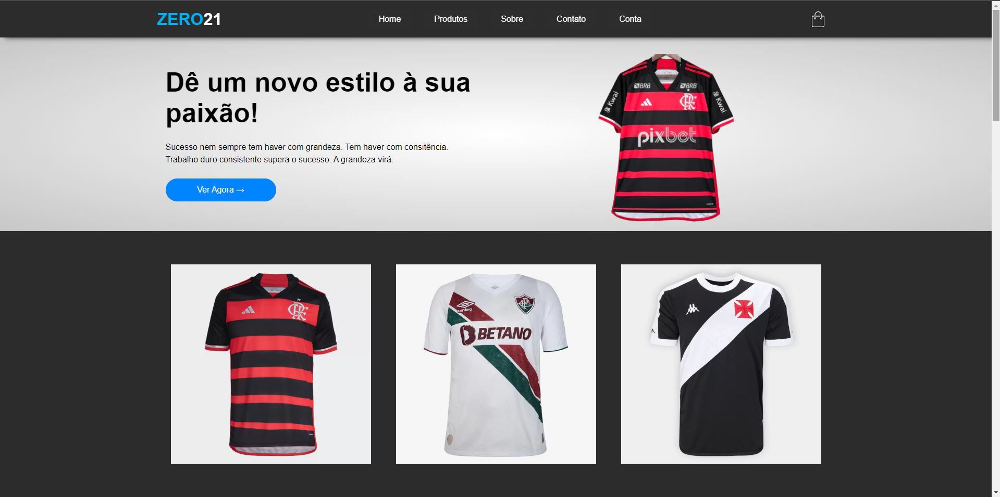 ZERO21
Home
Produtos
Sobre
Contato
Conta
Dê um novo estilo à sua
paixão!
Sucesso nem sempre tem haver com grandeza. Tem haver com consitência.
Trabalho duro consistente supera o sucesso. A grandeza virá.
Ver Agora →
BRB
BRB
Kwai
Kwai
CRF
pixbet
CRF
umbro
BETANO